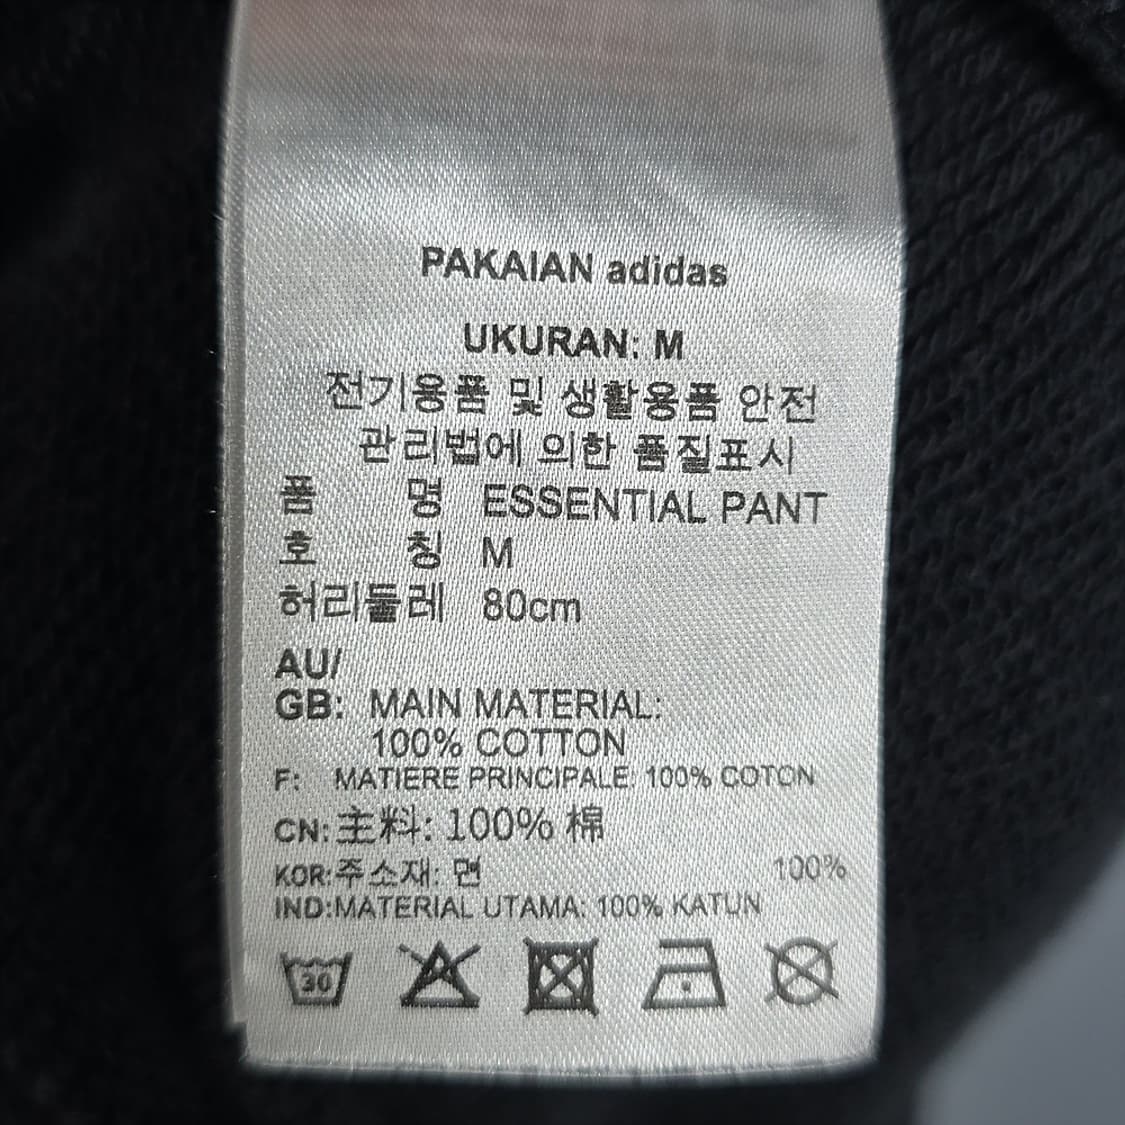 PAKAIAN adidas
UKURAN: M
전기용품 및 생활용품 안전
관리법에 의한 품질표시
품 명 ESSENTIAL PANT
호 칭 M
허리둘레 80cm
AU/
GB: MAIN MATERIAL:
100% COTTON
F: MATIERE PRINCIPALE: 100% COTON
CN: 主料: 100% 棉
KOR:주소재: 면 100%
IND:MATERIAL UTAMA: 100% KATUN
30